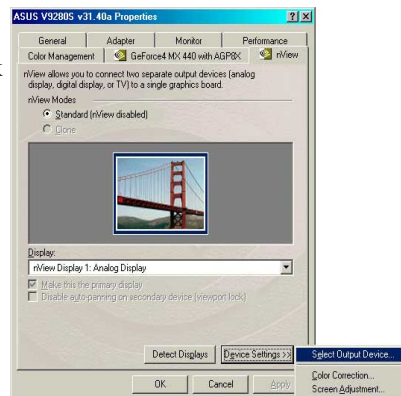 ASUS V9280S v31.40a Properties
General Adapter Monitor Performance
Color Management GeForce4 MX 440 with AGP8X nView
nView allows you to connect two separate output devices (analog
display, digital display, or TV) to a single graphics board.
nView Modes
Standard (nView disabled)
Clone
Display:
nView Display 1: Analog Display
Make this the primary display
Disable auto-panning on secondary device (viewport lock)
Detect Displays Device Settings >>
Select Output Device...
Color Correction...
Screen Adjustment...
OK Cancel Apply